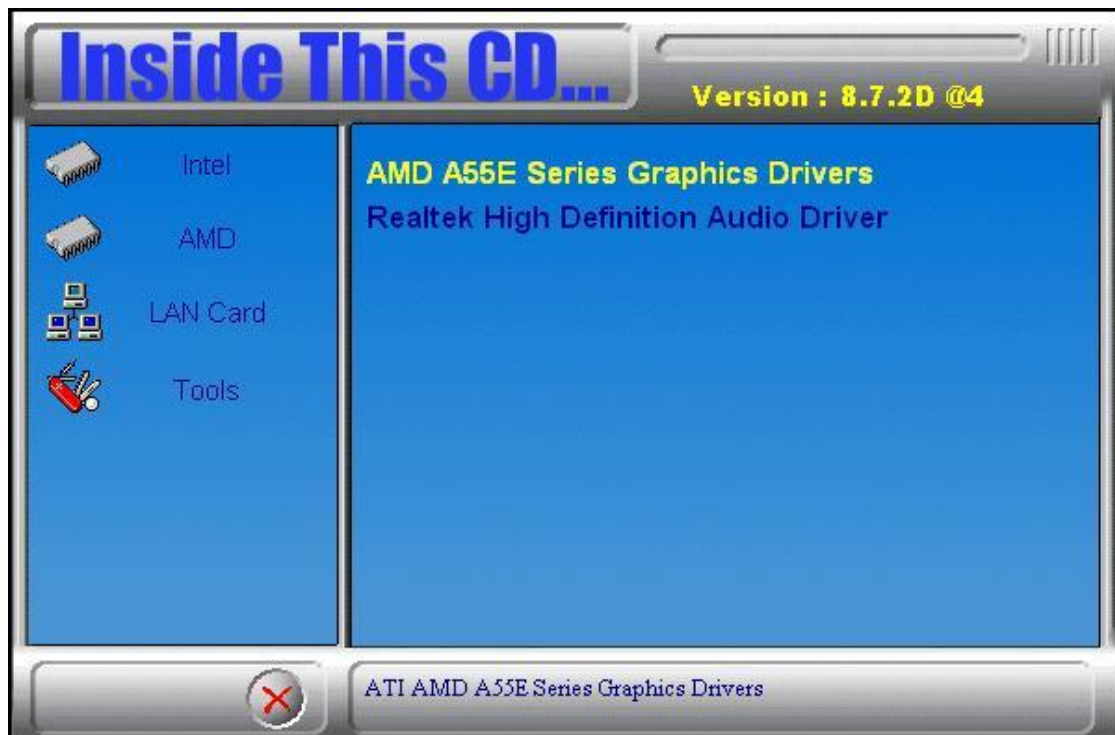 Inside This CD...
Version : 8.7.2D @4
Intel
AMD
LAN Card
Tools
AMD A55E Series Graphics Drivers
Realtek High Definition Audio Driver
ATI AMD A55E Series Graphics Drivers